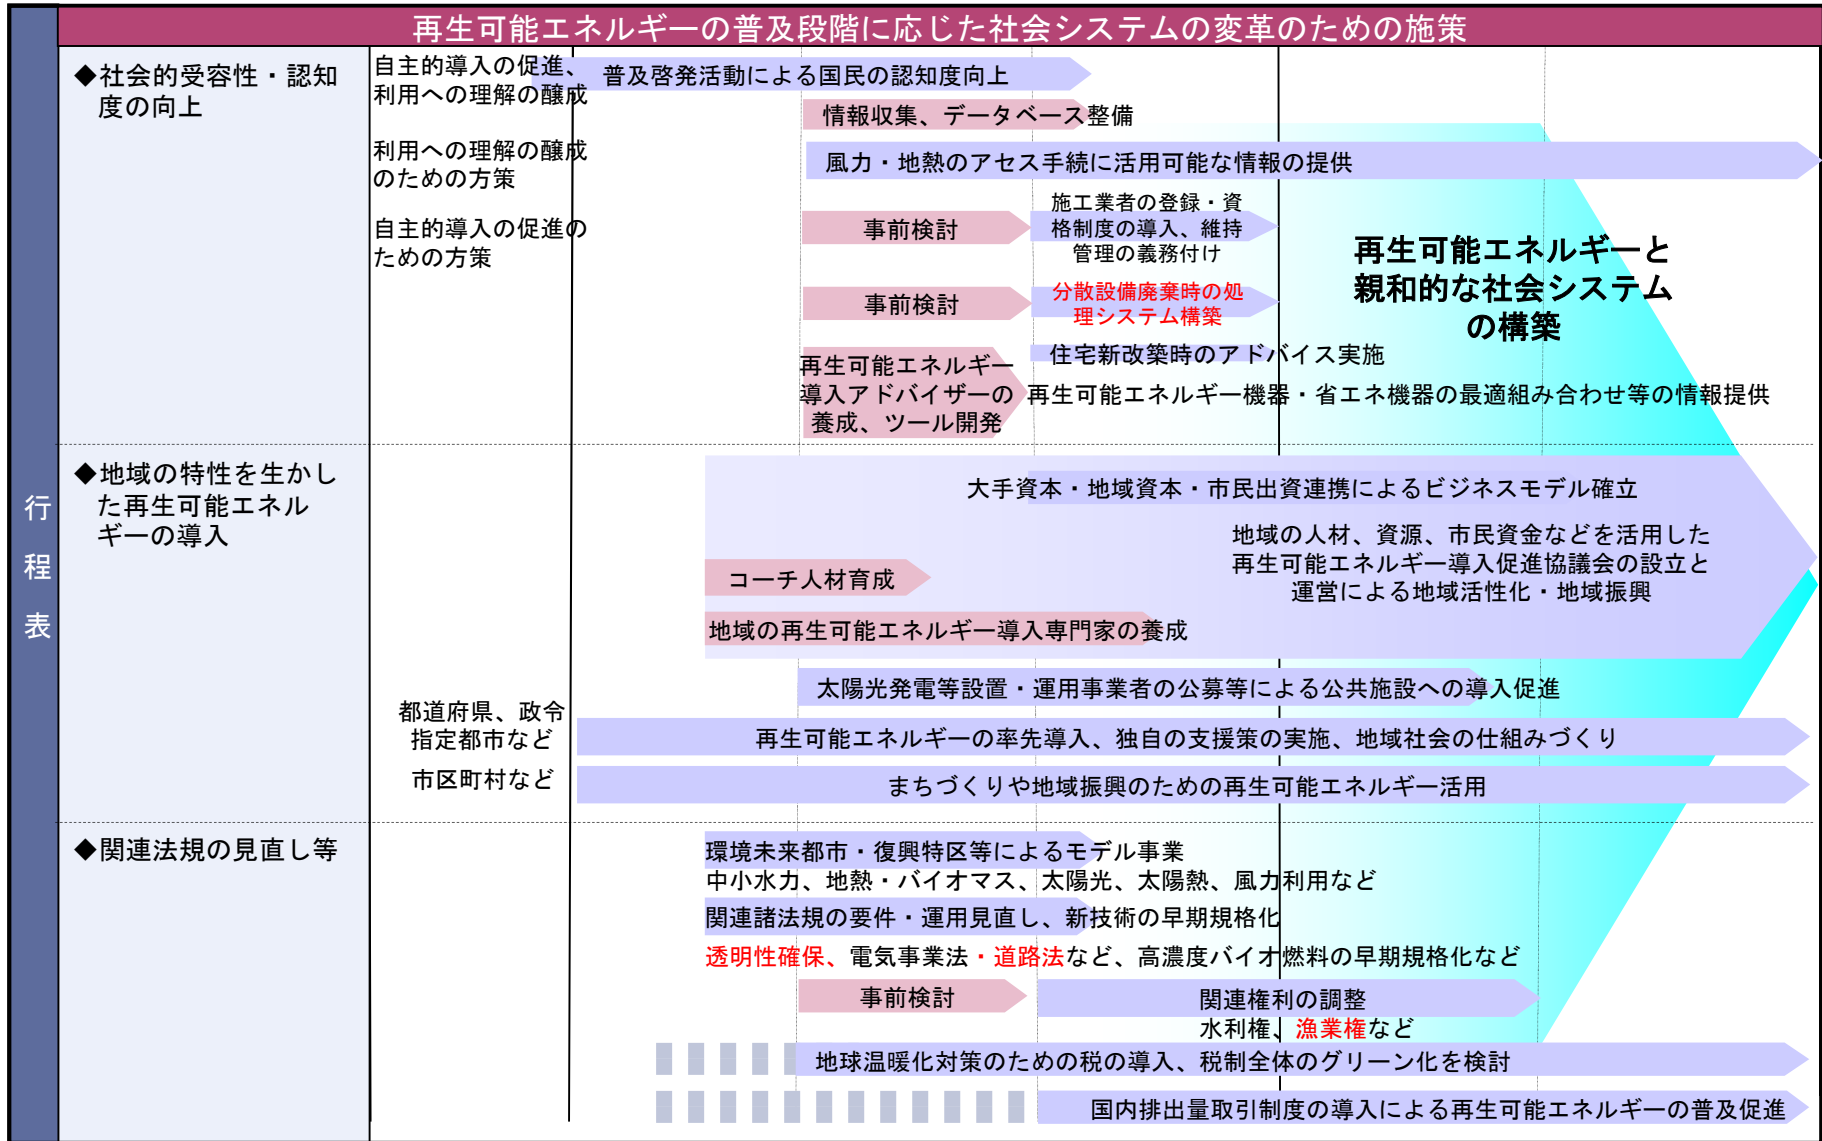 再生可能エネルギーの普及段階に応じた社会システムの変革のための施策
行
程
表
◆社会的受容性・認知
度の向上
自主的導入の促進、
利用への理解の醸成
普及啓発活動による国民の認知度向上
情報収集、データベース整備
利用への理解の醸成
のための方策
風力・地熱のアセス手続に活用可能な情報の提供
自主的導入の促進の
ための方策
事前検討
施工業者の登録・資
格制度の導入、維持
管理の義務付け
事前検討
分散設備廃棄時の処
理システム構築
再生可能エネルギー
導入アドバイザーの
養成、ツール開発
住宅新改築時のアドバイス実施
再生可能エネルギー機器・省エネ機器の最適組み合わせ等の情報提供
再生可能エネルギーと
親和的な社会システム
の構築
◆地域の特性を生かし
た再生可能エネル
ギーの導入
大手資本・地域資本・市民出資連携によるビジネスモデル確立
地域の人材、資源、市民資金などを活用した
再生可能エネルギー導入促進協議会の設立と
運営による地域活性化・地域振興
コーチ人材育成
地域の再生可能エネルギー導入専門家の養成
太陽光発電等設置・運用事業者の公募等による公共施設への導入促進
都道府県、政令
指定都市など
再生可能エネルギーの率先導入、独自の支援策の実施、地域社会の仕組みづくり
市区町村など
まちづくりや地域振興のための再生可能エネルギー活用
◆関連法規の見直し等
環境未来都市・復興特区等によるモデル事業
中小水力、地熱・バイオマス、太陽光、太陽熱、風力利用など
関連諸法規の要件・運用見直し、新技術の早期規格化
透明性確保、電気事業法・道路法など、高濃度バイオ燃料の早期規格化など
事前検討
関連権利の調整
水利権、漁業権など
地球温暖化対策のための税の導入、税制全体のグリーン化を検討
国内排出量取引制度の導入による再生可能エネルギーの普及促進